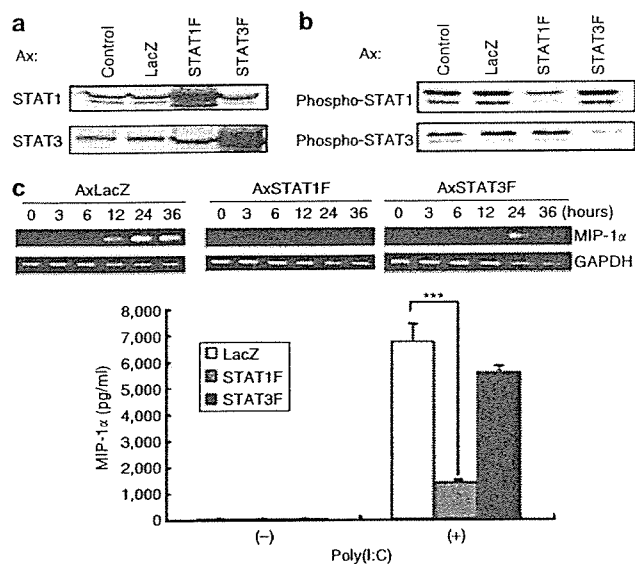 a
Ax:
Control
LacZ
STAT1F
STAT3F
STAT1
STAT3
b
Ax:
Control
LacZ
STAT1F
STAT3F
Phospho-STAT1
Phospho-STAT3
c
AxLacZ AxSTAT1F AxSTAT3F
0 3 6 12 24 36 0 3 6 12 24 36 0 3 6 12 24 36 (hours)
MIP-1α
GAPDH
MIP-1α (pg/ml)
8,000
7,000
6,000
5,000
4,000
3,000
2,000
1,000
0
LacZ
STAT1F
STAT3F
***
(−) (+)
Poly(I:C)